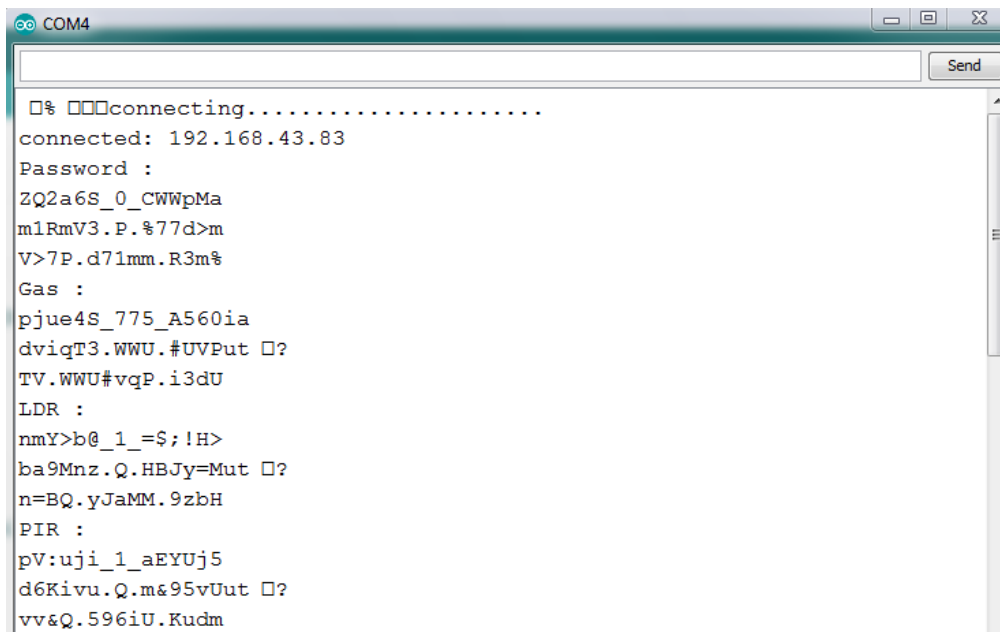 COM4
Send
□% □□□connecting.......................
connected: 192.168.43.83
Password :
ZQ2a6S_0_CWWpMa
m1RmV3.P.%77d>m
V>7P.d71mm.R3m%
Gas :
pjue4S_775_A560ia
dviqT3.WWU.#UVPut □?
TV.WWU#vqP.i3dU
LDR :
nmY>b@_1_=$;!H>
ba9Mnz.Q.HBJy=Mut □?
n=BQ.yJaMM.9zbH
PIR :
pV:uji_1_aEYUj5
d6Kivu.Q.m&95vUut □?
vv&Q.596iU.Kudm